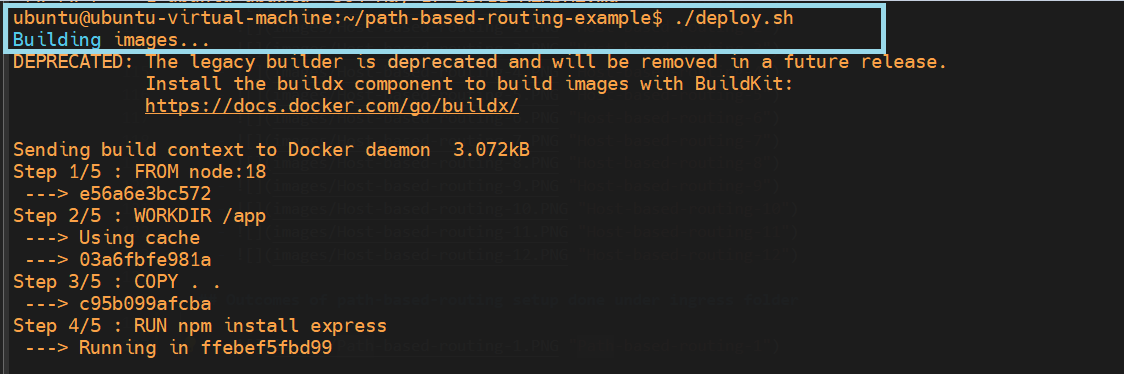 ubuntu@ubuntu-virtual-machine:~/path-based-routing-example$ ./deploy.sh
Building images...
DEPRECATED: The legacy builder is deprecated and will be removed in a future release.
Install the buildx component to build images with BuildKit:
https://docs.docker.com/go/buildx/
Sending build context to Docker daemon  3.072kB
Step 1/5 : FROM node:18
---> e56a6e3bc572
Step 2/5 : WORKDIR /app
---> Using cache
---> 03a6fbfe981a
Step 3/5 : COPY . .
---> c95b099afcba
Step 4/5 : RUN npm install express
---> Running in ffebef5fbd99